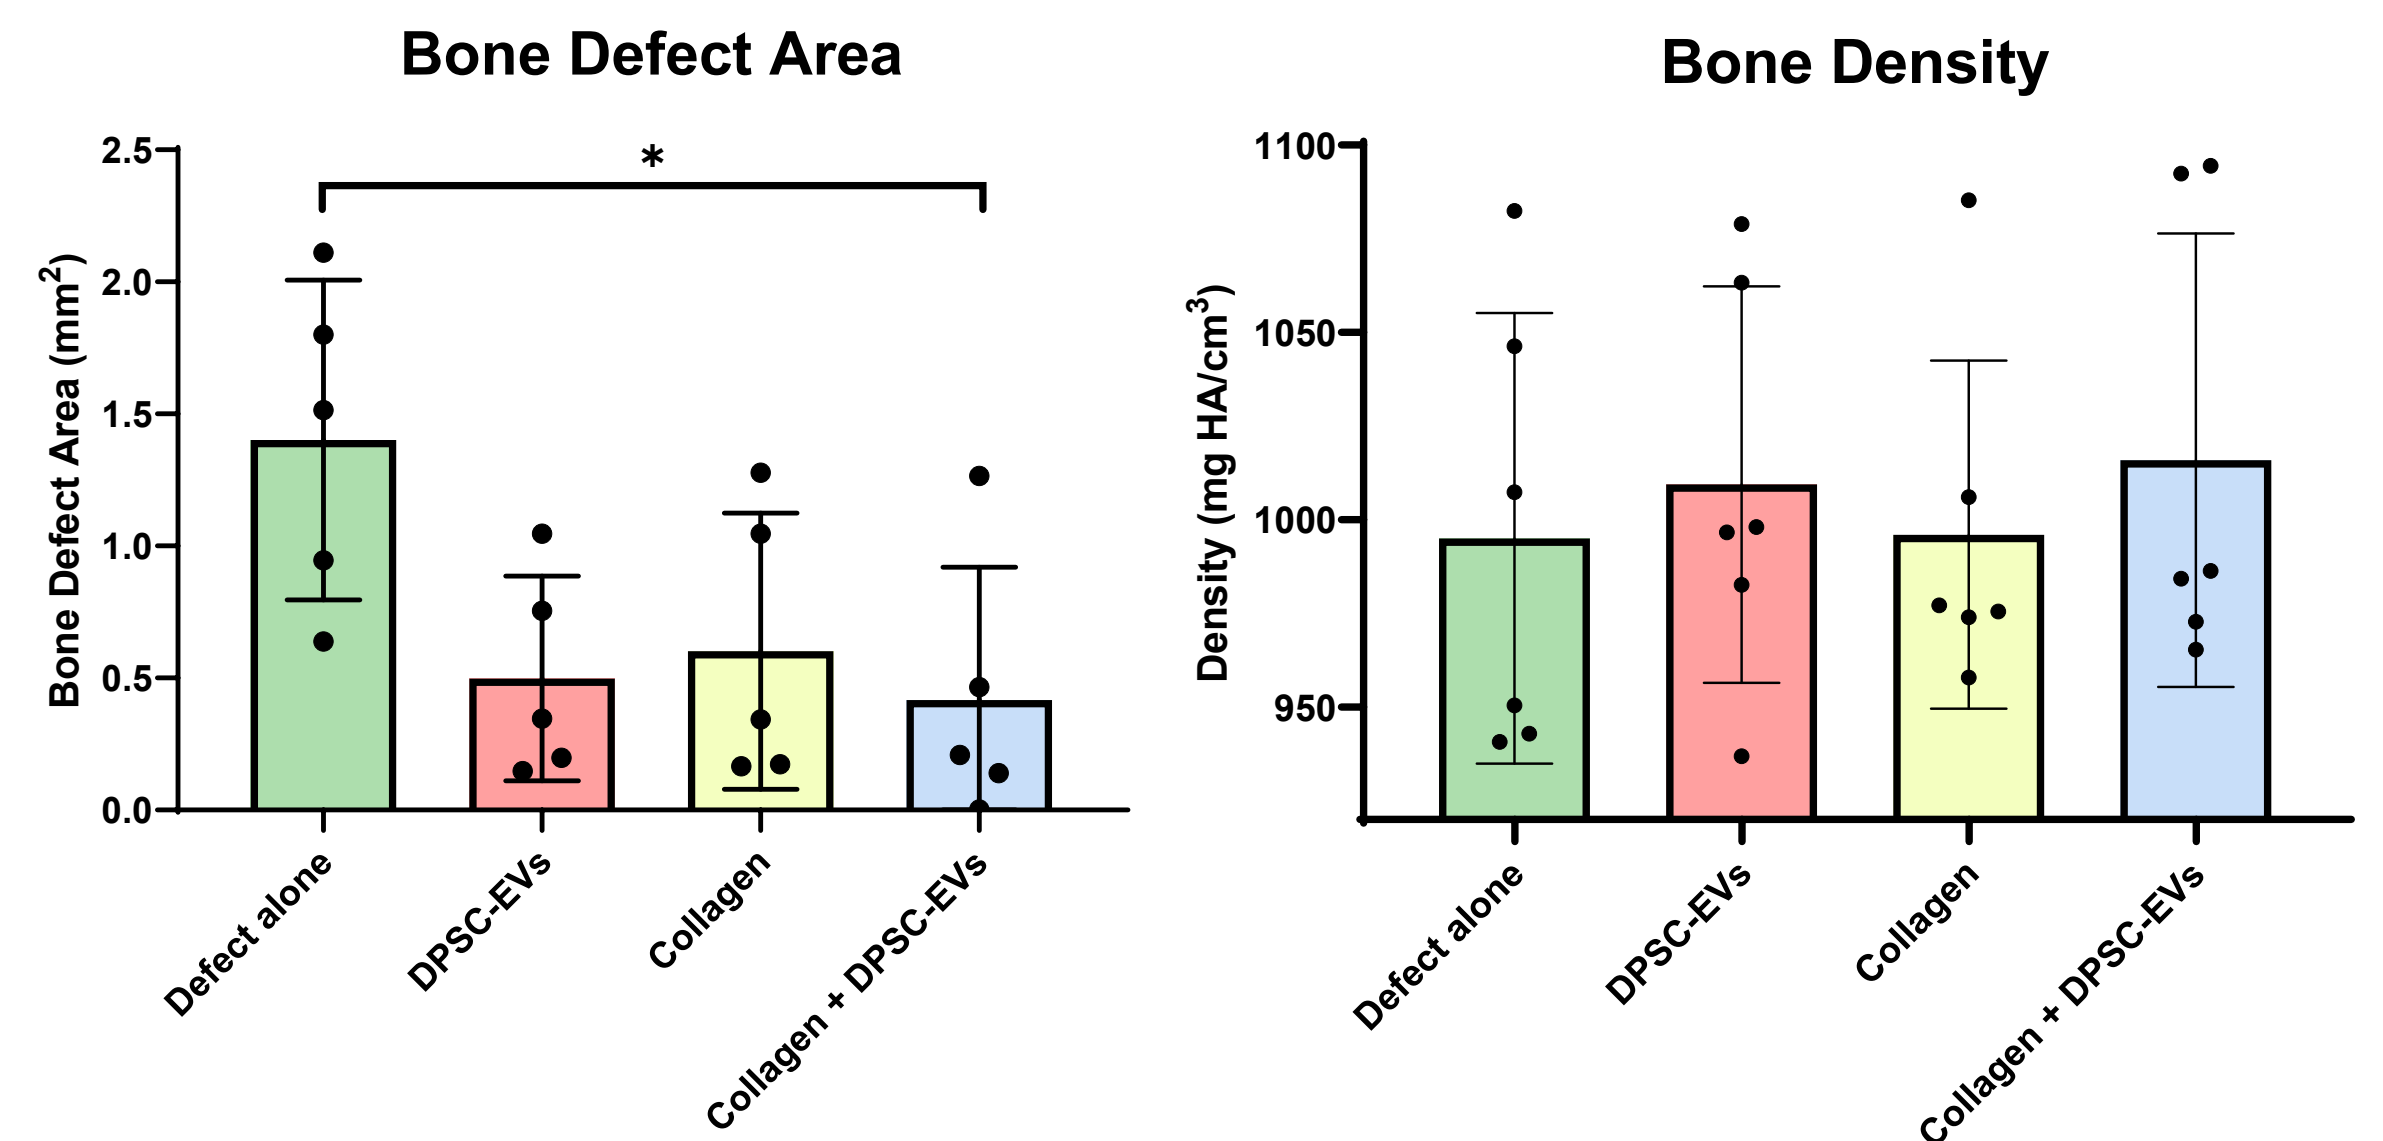 Bone Defect Area
*
Bone Defect Area (mm²)
2.5
2.0
1.5
1.0
0.5
0.0
Defect alone
DPSC-EVs
Collagen
Collagen + DPSC-EVs
Bone Density
Density (mg HA/cm³)
1100
1050
1000
950
Defect alone
DPSC-EVs
Collagen
Collagen + DPSC-EVs